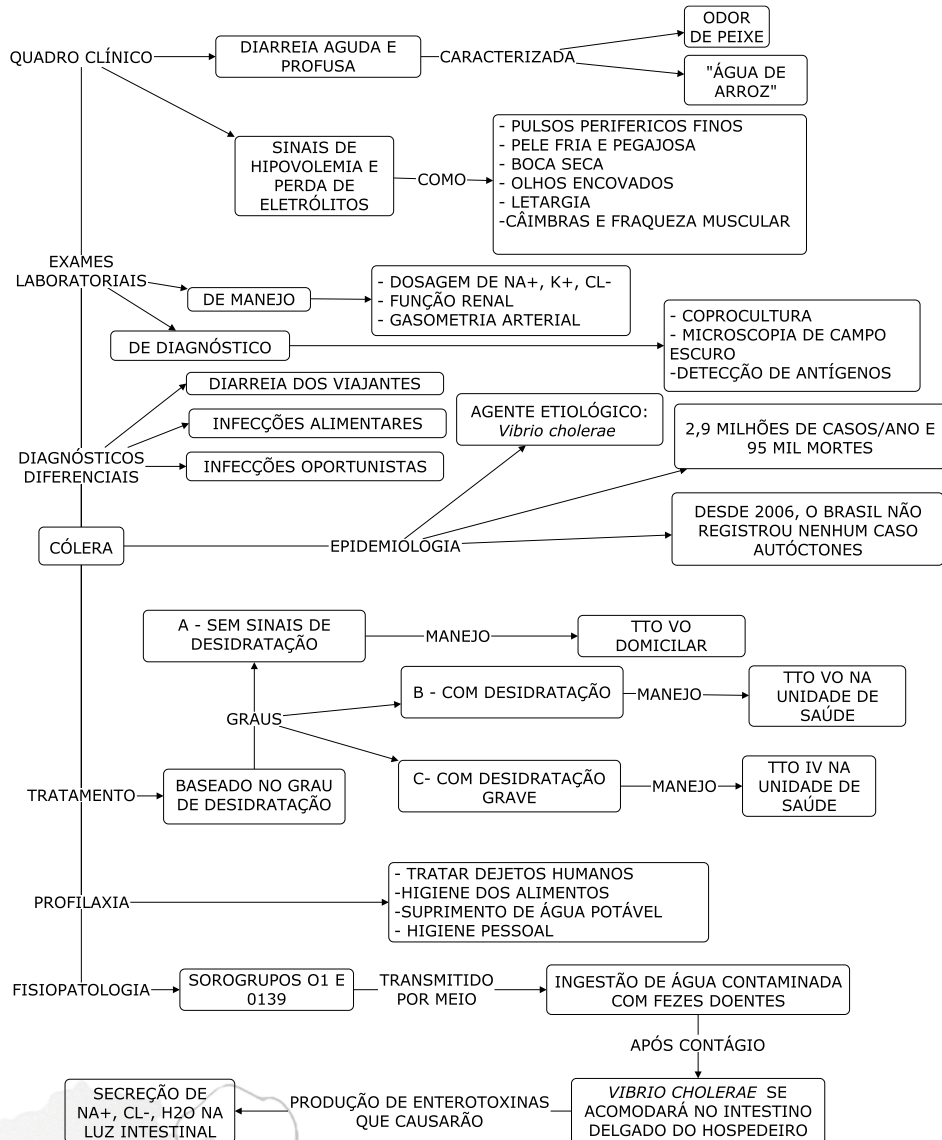 QUADRO CLÍNICO
DIARREIA AGUDA E
PROFUSA
CARACTERIZADA
ODOR
DE PEIXE
"ÁGUA DE
ARROZ"
SINAIS DE
HIPOVOLEMIA E
PERDA DE
ELETRÓLITOS
COMO
- PULSOS PERIFERICOS FINOS
- PELE FRIA E PEGAJOSA
- BOCA SECA
- OLHOS ENCOVADOS
- LETARGIA
-CÂIMBRAS E FRAQUEZA MUSCULAR
EXAMES
LABORATORIAIS
DE MANEJO
- DOSAGEM DE NA+, K+, CL-
- FUNÇÃO RENAL
- GASOMETRIA ARTERIAL
DE DIAGNÓSTICO
- COPROCULTURA
- MICROSCOPIA DE CAMPO
ESCURO
-DETECÇÃO DE ANTÍGENOS
DIAGNÓSTICOS
DIFERENCIAIS
DIARREIA DOS VIAJANTES
INFECÇÕES ALIMENTARES
INFECÇÕES OPORTUNISTAS
CÓLERA
EPIDEMIOLOGIA
AGENTE ETIOLÓGICO:
Vibrio cholerae
2,9 MILHÕES DE CASOS/ANO E
95 MIL MORTES
DESDE 2006, O BRASIL NÃO
REGISTROU NENHUM CASO
AUTÓCTONES
TRATAMENTO
BASEADO NO GRAU
DE DESIDRATAÇÃO
GRAUS
A - SEM SINAIS DE
DESIDRATAÇÃO
MANEJO
TTO VO
DOMICILAR
B - COM DESIDRATAÇÃO
MANEJO
TTO VO NA
UNIDADE DE
SAÚDE
C- COM DESIDRATAÇÃO
GRAVE
MANEJO
TTO IV NA
UNIDADE DE
SAÚDE
PROFILAXIA
- TRATAR DEJETOS HUMANOS
-HIGIENE DOS ALIMENTOS
-SUPRIMENTO DE ÁGUA POTÁVEL
- HIGIENE PESSOAL
FISIOPATOLOGIA
SOROGRUPOS O1 E
0139
TRANSMITIDO
POR MEIO
INGESTÃO DE ÁGUA CONTAMINADA
COM FEZES DOENTES
APÓS CONTÁGIO
VIBRIO CHOLERAE SE
ACOMODARÁ NO INTESTINO
DELGADO DO HOSPEDEIRO
PRODUÇÃO DE ENTEROTOXINAS
QUE CAUSARÃO
SECREÇÃO DE
NA+, CL-, H2O NA
LUZ INTESTINAL